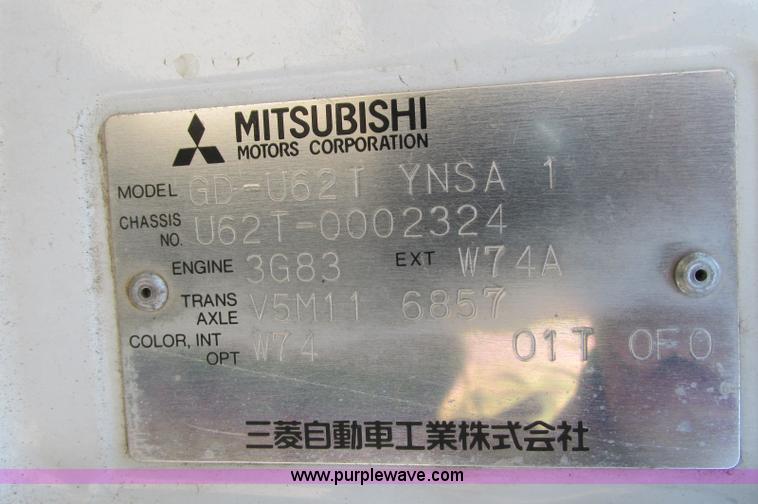 MITSUBISHI
MOTORS CORPORATION
MODEL GD-U62T YNSA 1
CHASSIS NO. U62T-0002324
ENGINE 3G83 EXT W74A
TRANS AXLE V5M11 6857
COLOR, INT OPT W74 01T 0F0
三菱自動車工業株式会社
www.purplewave.com